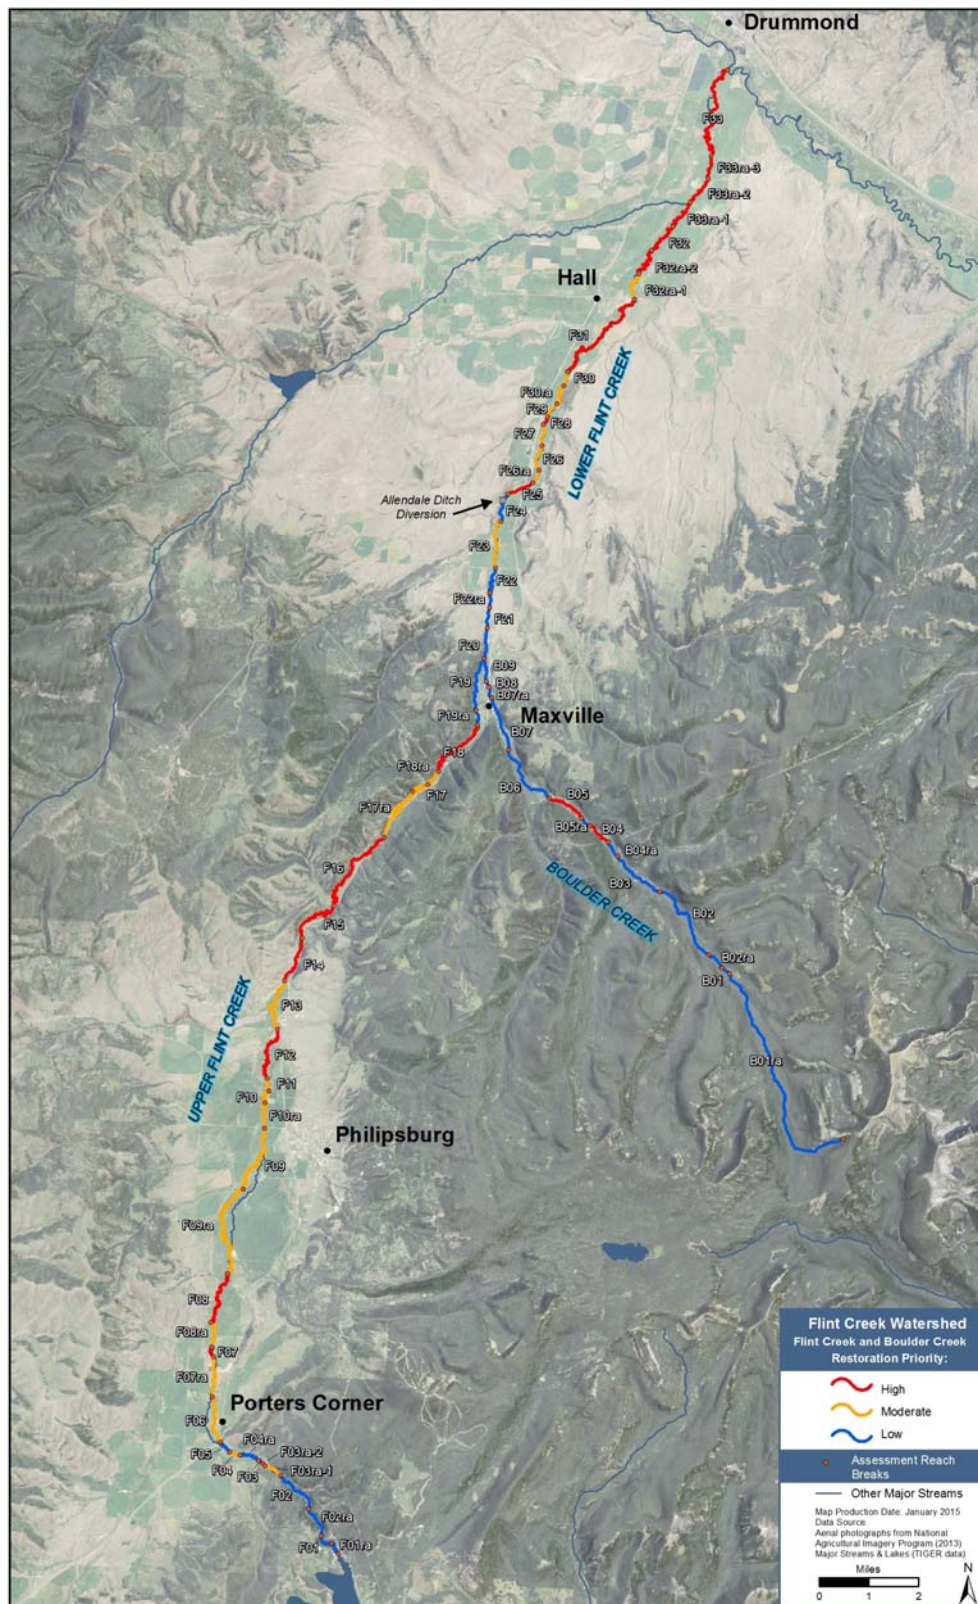 Drummond
F33
F33ra-3
F33ra-2
F33ra-1
F32
F32ra-2
Hall
F32ra-1
F31
F30
F30ra
F29
F28
F27
LOWER FLINT CREEK
F26
F26ra
F25
Allendale Ditch
Diversion
F24
F23
F22
F22ra
F21
F20
B09
F19
B08
B07ra
F19ra
Maxville
B07
F18
F18ra
F17
B06
B05
F17ra
B05ra
B04
B04ra
F16
B03
BOULDER CREEK
B02
F15
B02ra
F14
B01
F13
UPPER FLINT CREEK
F12
B01ra
F11
F10
F10ra
Philipsburg
F09
F09ra
F08
F08ra
F07
F07ra
Porters Corner
F06
F04ra
F05
F03ra-2
F04
F03
F03ra-1
F02
F02ra
F01
F01ra
Flint Creek Watershed
Flint Creek and Boulder Creek
Restoration Priority:
High
Moderate
Low
Assessment Reach
Breaks
Other Major Streams
Map Production Date: January 2015
Data Source:
Aerial photographs from National
Agricultural Imagery Program (2013)
Major Streams & Lakes (TIGER data)
Miles
N
0 1 2